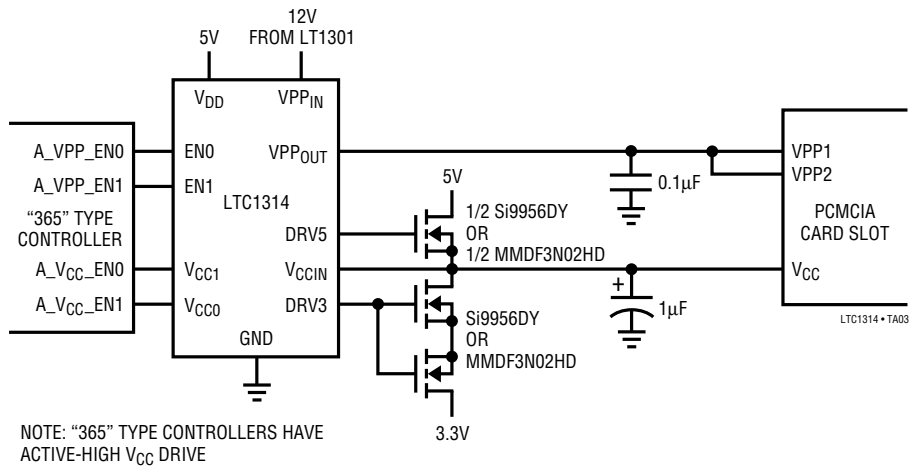 12V
5V
FROM LT1301
VDD
VPPIN
A_VPP_EN0
EN0
VPPOUT
VPP1
A_VPP_EN1
EN1
VPP2
0.1µF
5V
"365" TYPE
CONTROLLER
LTC1314
1/2 Si9956DY
OR
1/2 MMDF3N02HD
PCMCIA
CARD SLOT
DRV5
A_VCC_EN0
VCC1
VCCIN
VCC
A_VCC_EN1
VCC0
DRV3
+
1µF
Si9956DY
OR
MMDF3N02HD
LTC1314 • TA03
GND
3.3V
NOTE: "365" TYPE CONTROLLERS HAVE
ACTIVE-HIGH VCC DRIVE